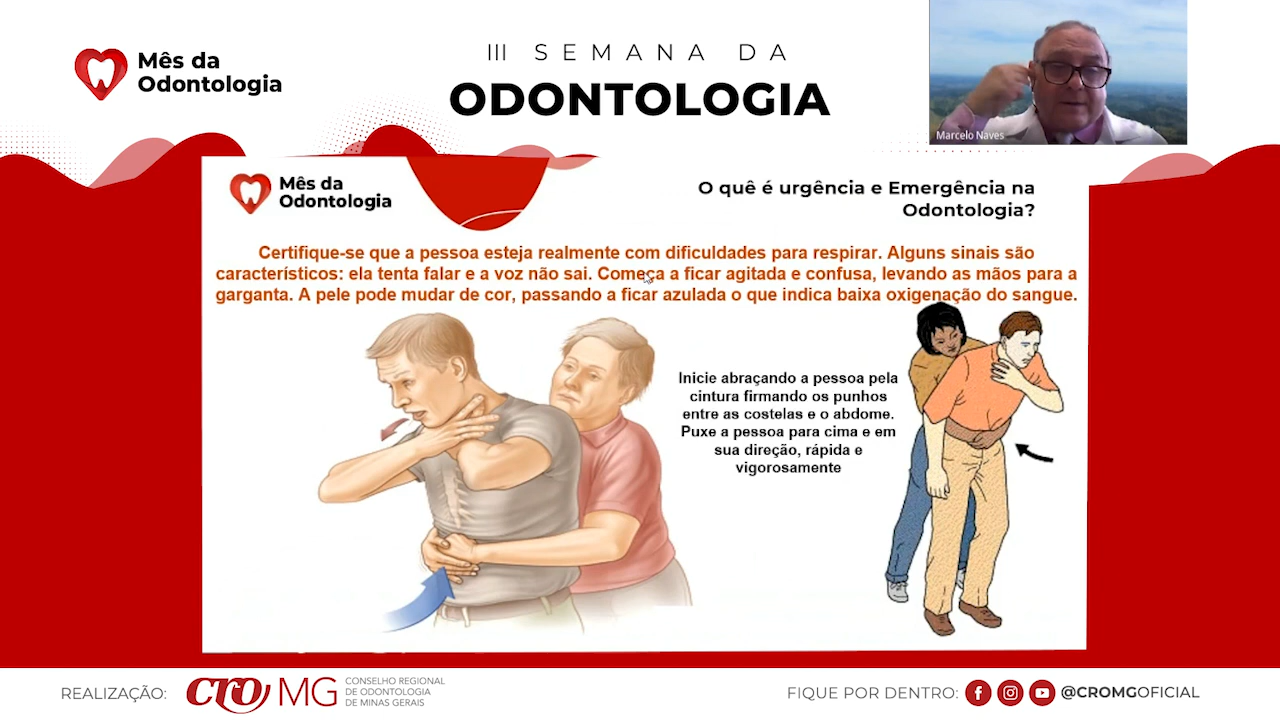 Mês da
Odontologia
III SEMANA DA
ODONTOLOGIA
Marcelo Naves
Mês da
Odontologia
O quê é urgência e Emergência na
Odontologia?
Certifique-se que a pessoa esteja realmente com dificuldades para respirar. Alguns sinais são
característicos: ela tenta falar e a voz não sai. Começa a ficar agitada e confusa, levando as mãos para a
garganta. A pele pode mudar de cor, passando a ficar azulada o que indica baixa oxigenação do sangue.
Inicie abraçando a pessoa pela
cintura firmando os punhos
entre as costelas e o abdome.
Puxe a pessoa para cima e em
sua direção, rápida e
vigorosamente
REALIZAÇÃO:
CRO MG
CONSELHO REGIONAL
DE ODONTOLOGIA
DE MINAS GERAIS
FIQUE POR DENTRO:
@CROMGOFICIAL